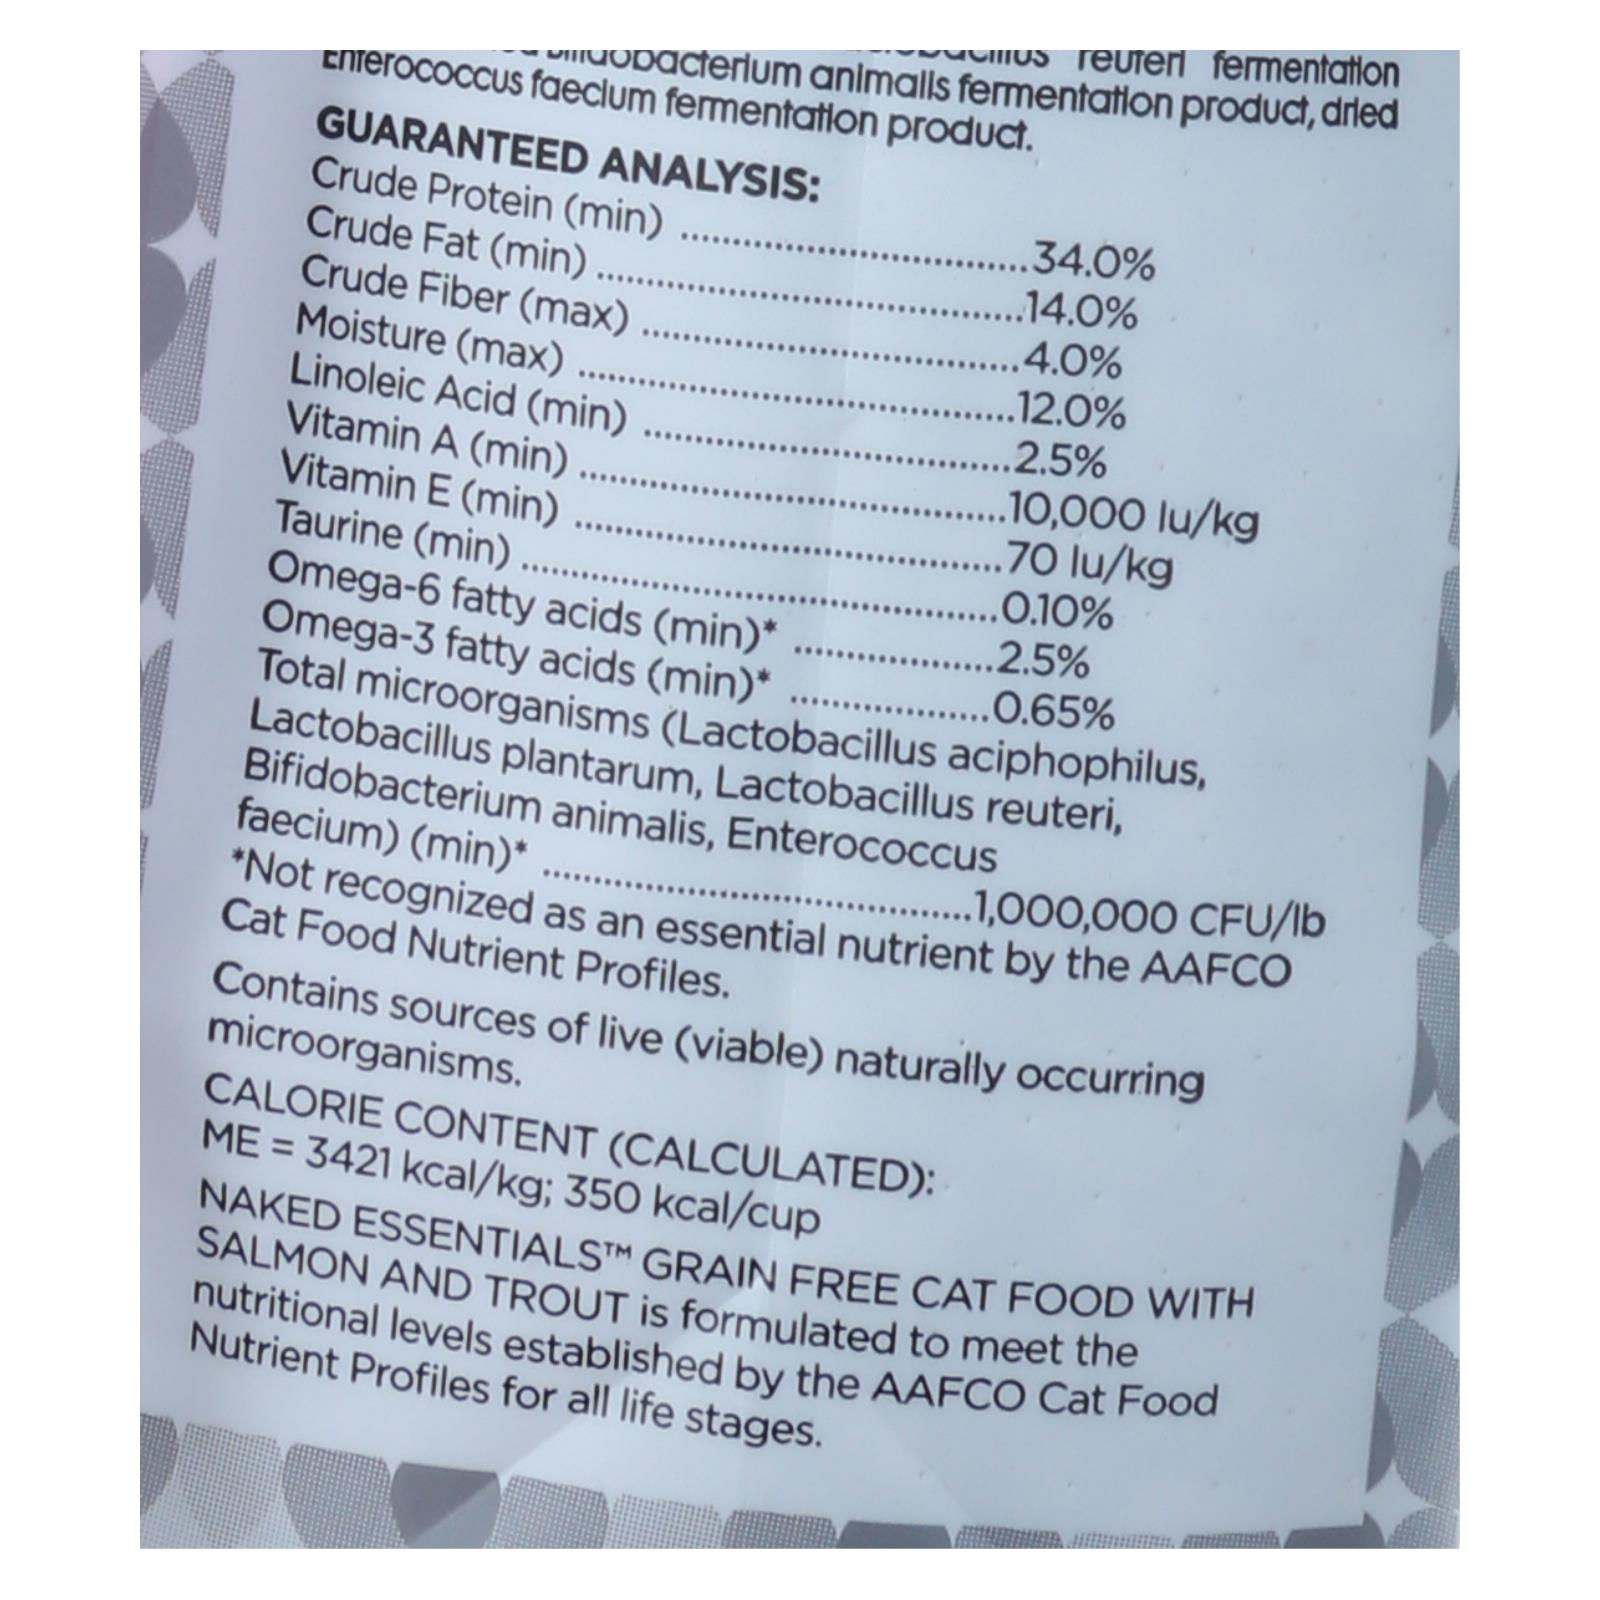 reuteri fermentation
Bifidobacterium animalis fermentation product, dried
Enterococcus faecium fermentation product.
GUARANTEED ANALYSIS:
Crude Protein (min) ..................................34.0%
Crude Fat (min) ..........................................14.0%
Crude Fiber (max) .....................................4.0%
Moisture (max) ...........................................12.0%
Linoleic Acid (min) ....................................2.5%
Vitamin A (min) ..........................................10,000 Iu/kg
Vitamin E (min) ..........................................70 Iu/kg
Taurine (min) ...............................................0.10%
Omega-6 fatty acids (min)* ....................2.5%
Omega-3 fatty acids (min)* ....................0.65%
Total microorganisms (Lactobacillus aciphophilus,
Lactobacillus plantarum, Lactobacillus reuteri,
Bifidobacterium animalis, Enterococcus
faecium) (min)* ..........................................1,000,000 CFU/lb
*Not recognized as an essential nutrient by the AAFCO
Cat Food Nutrient Profiles.
Contains sources of live (viable) naturally occurring
microorganisms.
CALORIE CONTENT (CALCULATED):
ME = 3421 kcal/kg; 350 kcal/cup
NAKED ESSENTIALS™ GRAIN FREE CAT FOOD WITH
SALMON AND TROUT is formulated to meet the
nutritional levels established by the AAFCO Cat Food
Nutrient Profiles for all life stages.